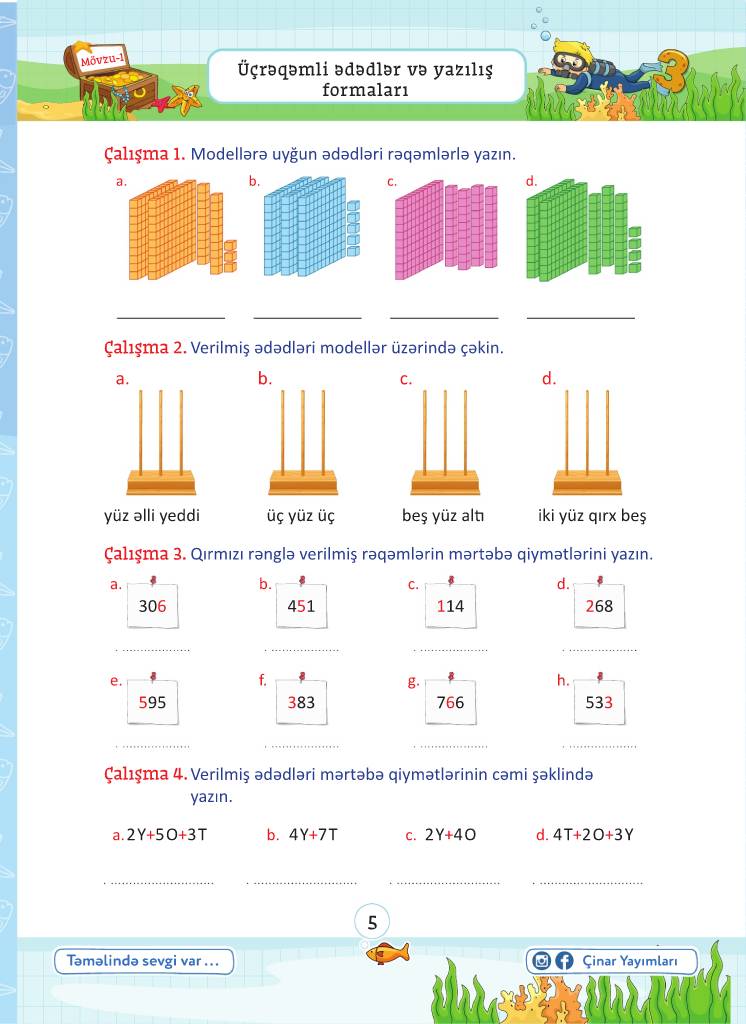 Mövzu-1
Üçrəqəmli ədədlər və yazılış
formaları
3
Çalışma 1. Modellərə uyğun ədədləri rəqəmlərlə yazın.
a. b. c. d.
Çalışma 2. Verilmiş ədədləri modellər üzərində çəkin.
a. b. c. d.
yüz əlli yeddi üç yüz üç beş yüz altı iki yüz qırx beş
Çalışma 3. Qırmızı rənglə verilmiş rəqəmlərin mərtəbə qiymətlərini yazın.
a. 306 b. 451 c. 114 d. 268
e. 595 f. 383 g. 766 h. 533
Çalışma 4. Verilmiş ədədləri mərtəbə qiymətlərinin cəmi şəklində
yazın.
a. 2Y+5O+3T b. 4Y+7T c. 2Y+4O d. 4T+2O+3Y
5
Təməlində sevgi var ... Çinar Yayımları